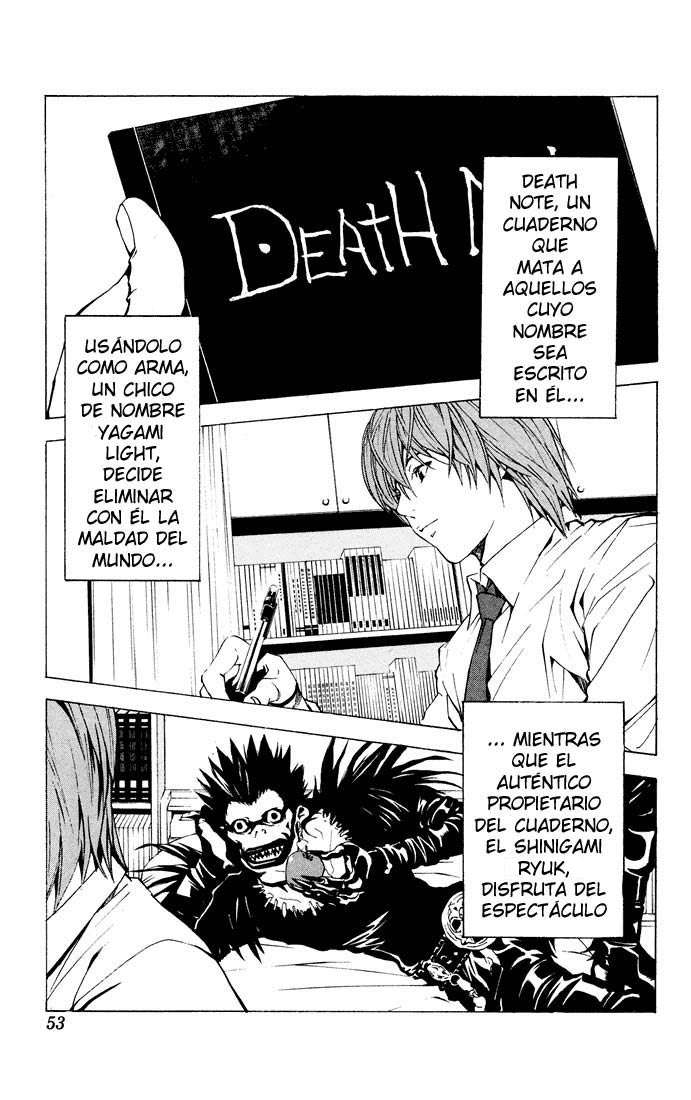 DEATH N
DEATH
NOTE, UN
CUADERNO
QUE
MATA A
AQUELLOS
CUYO
NOMBRE
SEA
ESCRITO
EN ÉL...
USÁNDOLO
COMO ARMA,
UN CHICO
DE NOMBRE
YAGAMI
LIGHT,
DECIDE
ELIMINAR
CON ÉL LA
MALDAD DEL
MUNDO...
... MIENTRAS
QUE EL
AUTÉNTICO
PROPIETARIO
DEL CUADERNO,
EL SHINIGAMI
RYUK,
DISFRUTA DEL
ESPECTÁCULO
53